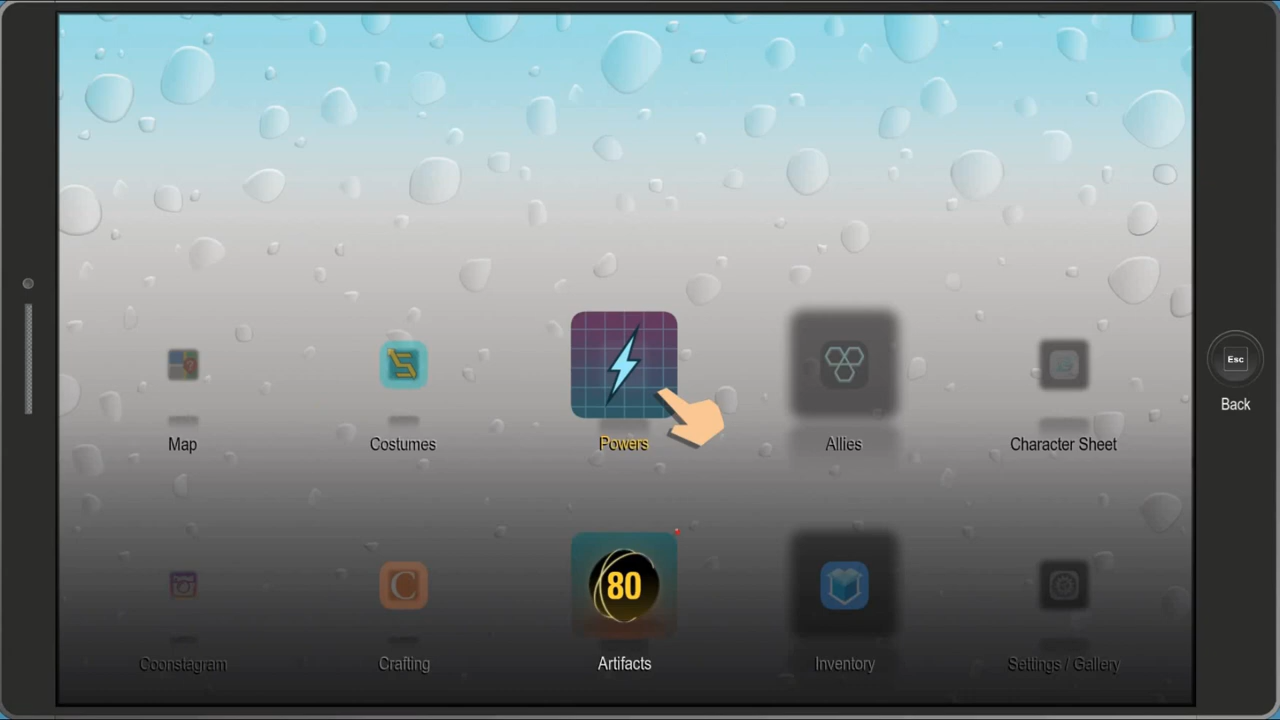 Esc
Back
Map
Costumes
Powers
Allies
Character Sheet
C
80
Coonstagram
Crafting
Artifacts
Inventory
Settings / Gallery